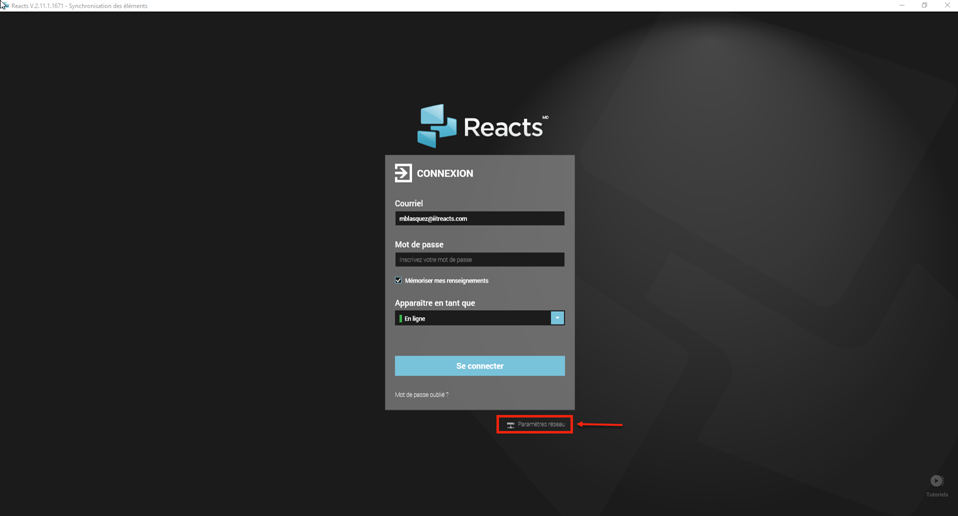 Reacts V.2.11.1.1671 - Synchronisation des éléments
Reacts MD
CONNEXION
Courriel
mblasquez@iitreacts.com
Mot de passe
Inscrivez votre mot de passe
Mémoriser mes renseignements
Apparaître en tant que
En ligne
Se connecter
Mot de passe oublié ?
Paramètres réseau
Tutoriels